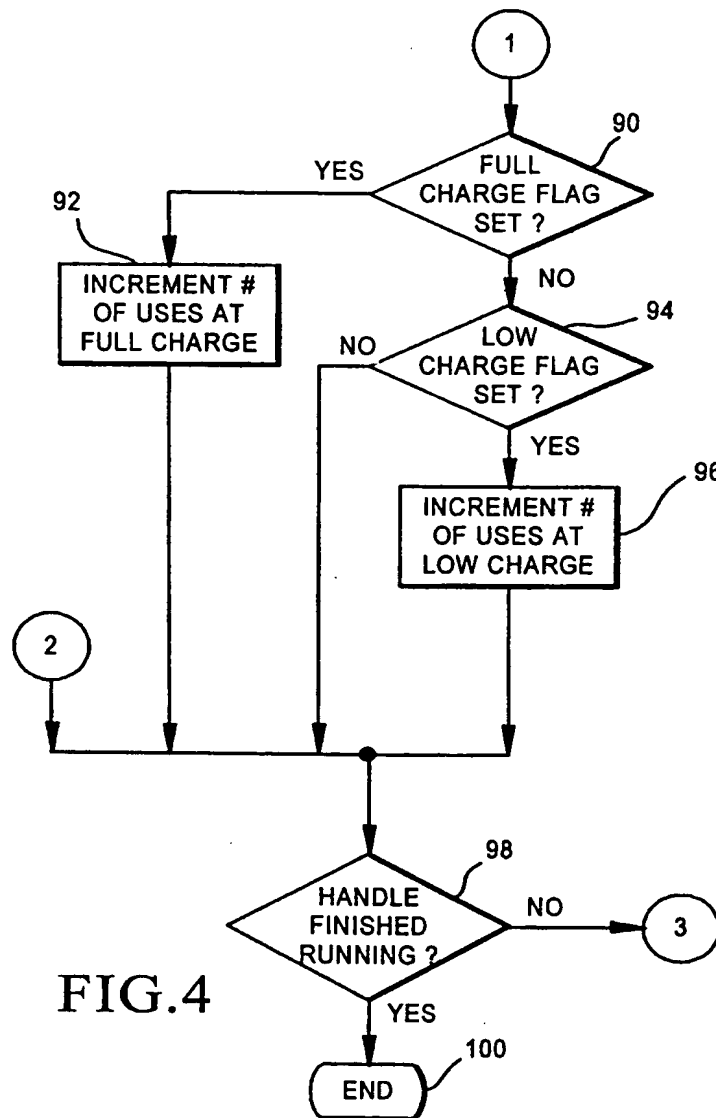 1
90
YES
FULL
CHARGE FLAG
SET ?
92
INCREMENT #
OF USES AT
FULL CHARGE
NO
94
NO
LOW
CHARGE FLAG
SET ?
YES
96
INCREMENT #
OF USES AT
LOW CHARGE
2
98
HANDLE
FINISHED
RUNNING ?
NO
3
FIG.4
YES
100
END